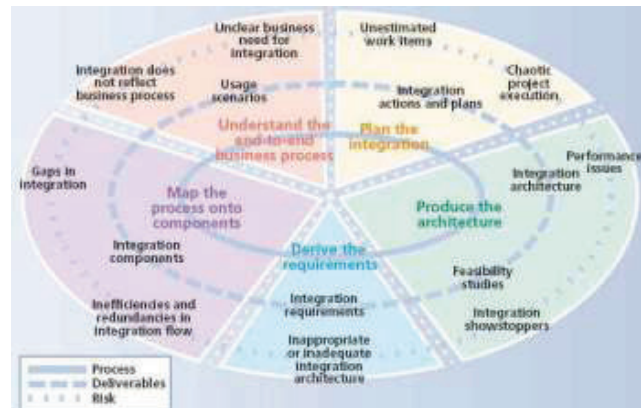 Unclear business
need for
integration
Integration does
not reflect
business process
Usage
scenarios
Understand the
end-to-end
business process
Unestimated
work items
Chaotic
project
execution
Integration
actions and plans
Plan the
integration
Gaps in
integration
Map the
process onto
components
Integration
components
Inefficiencies and
redundancies in
integration flow
Derive the
requirements
Integration
requirements
Inappropriate
or inadequate
integration
architecture
Performance
issues
Integration
architecture
Produce the
architecture
Feasibility
studies
Integration
showstoppers
Process
Deliverables
Risk